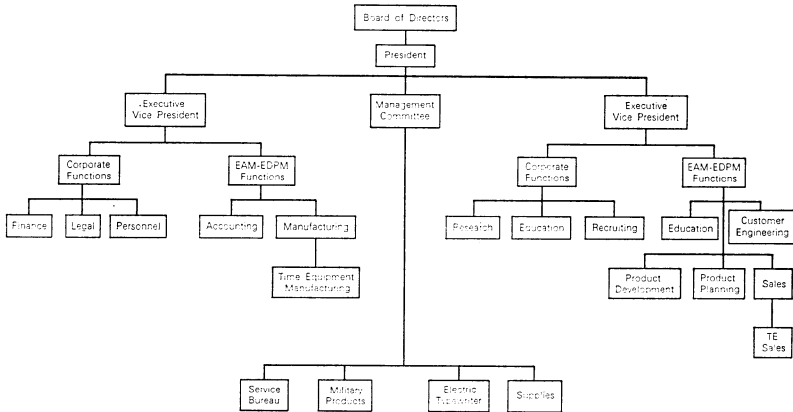 Board of Directors
President
Executive
Vice President
Management
Committee
Executive
Vice President
Corporate
Functions
EAM-EDPM
Functions
Corporate
Functions
EAM-EDPM
Functions
Finance
Legal
Personnel
Accounting
Manufacturing
Research
Education
Recruiting
Education
Customer
Engineering
Time Equipment
Manufacturing
Product
Development
Product
Planning
Sales
TE
Sales
Service
Bureau
Military
Products
Electric
Typewriter
Supplies